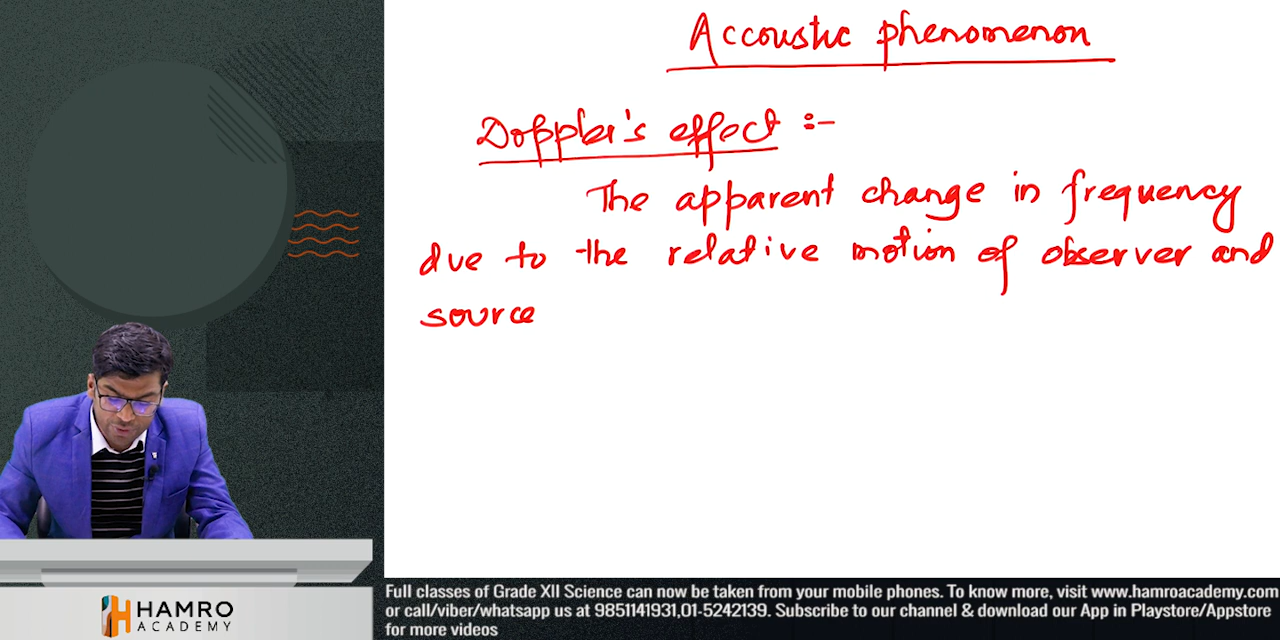 Accoustic phenomenon
Doppler's effect :-
The apparent change in frequency
due to the relative motion of observer and
source
HAMRO
ACADEMY
Full classes of Grade XII Science can now be taken from your mobile phones. To know more, visit www.hamroacademy.com
or call/viber/whatsapp us at 9851141931,01-5242139. Subscribe to our channel & download our App in Playstore/Appstore
for more videos